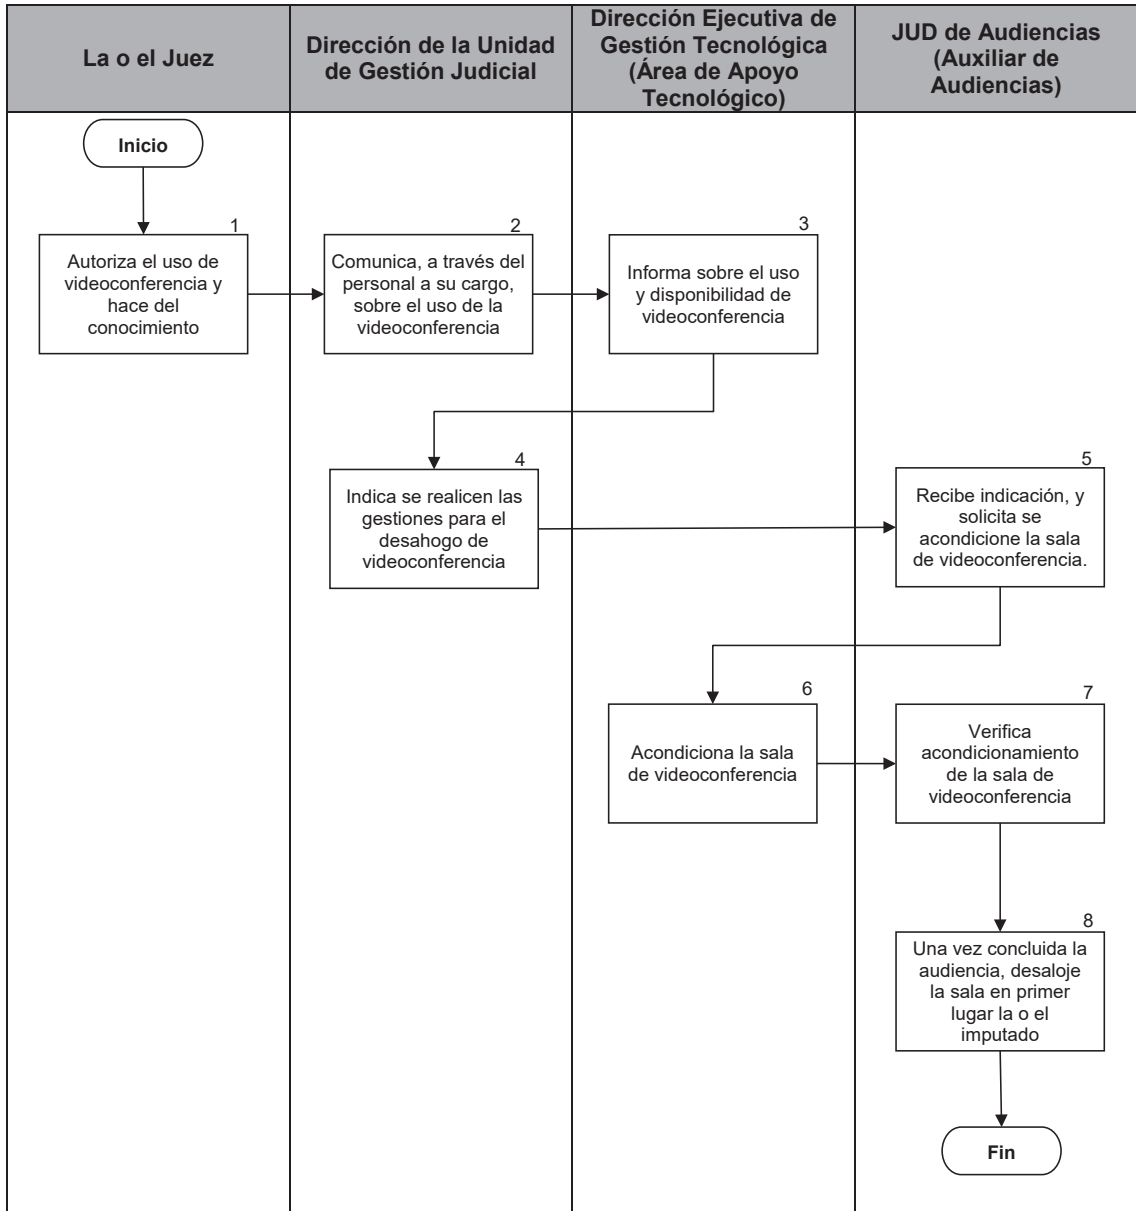 La o el Juez
Dirección de la Unidad
de Gestión Judicial
Dirección Ejecutiva de
Gestión Tecnológica
(Área de Apoyo
Tecnológico)
JUD de Audiencias
(Auxiliar de
Audiencias)
Inicio
1
Autoriza el uso de
videoconferencia y
hace del
conocimiento
2
Comunica, a través del
personal a su cargo,
sobre el uso de la
videoconferencia
3
Informa sobre el uso
y disponibilidad de
videoconferencia
4
Indica se realicen las
gestiones para el
desahogo de
videoconferencia
5
Recibe indicación, y
solicita se
acondicione la sala
de videoconferencia.
6
Acondiciona la sala
de videoconferencia
7
Verifica
acondicionamiento
de la sala de
videoconferencia
8
Una vez concluida la
audiencia, desaloje
la sala en primer
lugar la o el
imputado
Fin